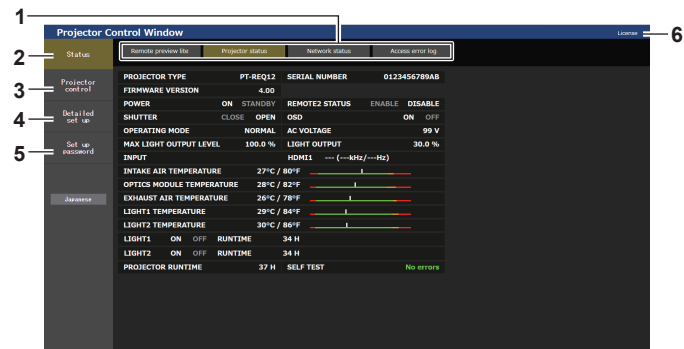 1
Projector Control Window
License
6
2
Status
Remote preview lite
Projector status
Network status
Access error log
3
Projector
control
4
Detailed
set up
5
Set up
password
Japanese
PROJECTOR TYPE PT-REQ12 SERIAL NUMBER 0123456789AB
FIRMWARE VERSION 4.00
POWER ON STANDBY REMOTE2 STATUS ENABLE DISABLE
SHUTTER CLOSE OPEN OSD ON OFF
OPERATING MODE NORMAL AC VOLTAGE 99 V
MAX LIGHT OUTPUT LEVEL 100.0 % LIGHT OUTPUT 30.0 %
INPUT HDMI1 --- (---kHz/---Hz)
INTAKE AIR TEMPERATURE 27°C / 80°F
OPTICS MODULE TEMPERATURE 28°C / 82°F
EXHAUST AIR TEMPERATURE 26°C / 78°F
LIGHT1 TEMPERATURE 29°C / 84°F
LIGHT2 TEMPERATURE 30°C / 86°F
LIGHT1 ON OFF RUNTIME 34 H
LIGHT2 ON OFF RUNTIME 34 H
PROJECTOR RUNTIME 37 H SELF TEST No errors